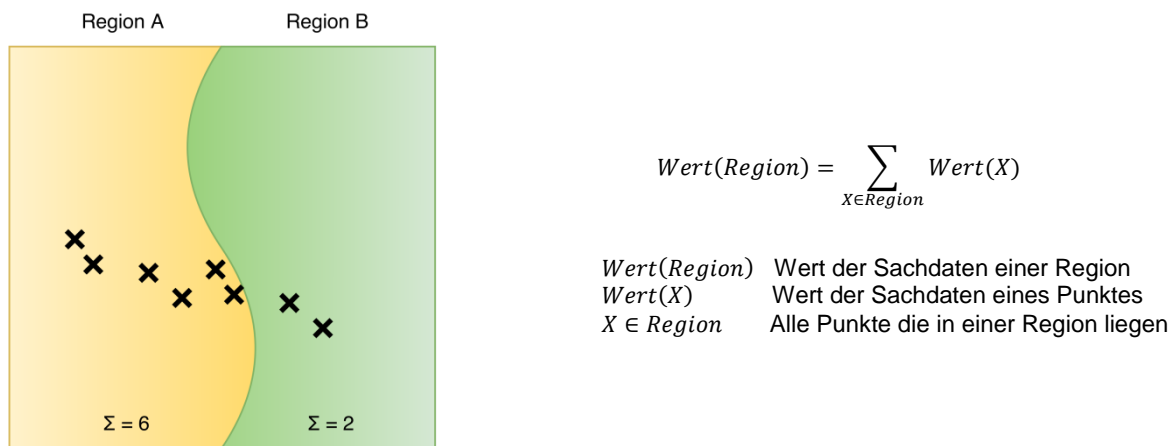 Region A Region B
Σ = 6 Σ = 2
Wert(Region) = ∑ Wert(X)
X∈Region
Wert(Region) Wert der Sachdaten einer Region
Wert(X) Wert der Sachdaten eines Punktes
X ∈ Region Alle Punkte die in einer Region liegen